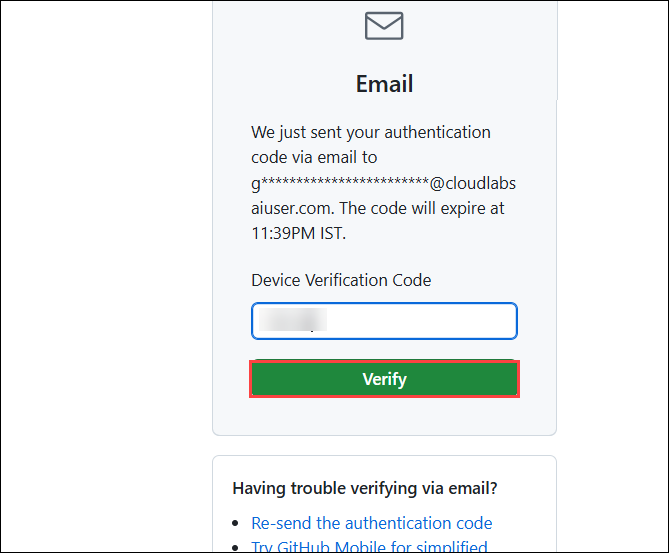 Email
We just sent your authentication
code via email to
g************************@cloudlabs
aiuser.com. The code will expire at
11:39PM IST.
Device Verification Code
Verify
Having trouble verifying via email?
Re-send the authentication code
Try GitHub Mobile for simplified